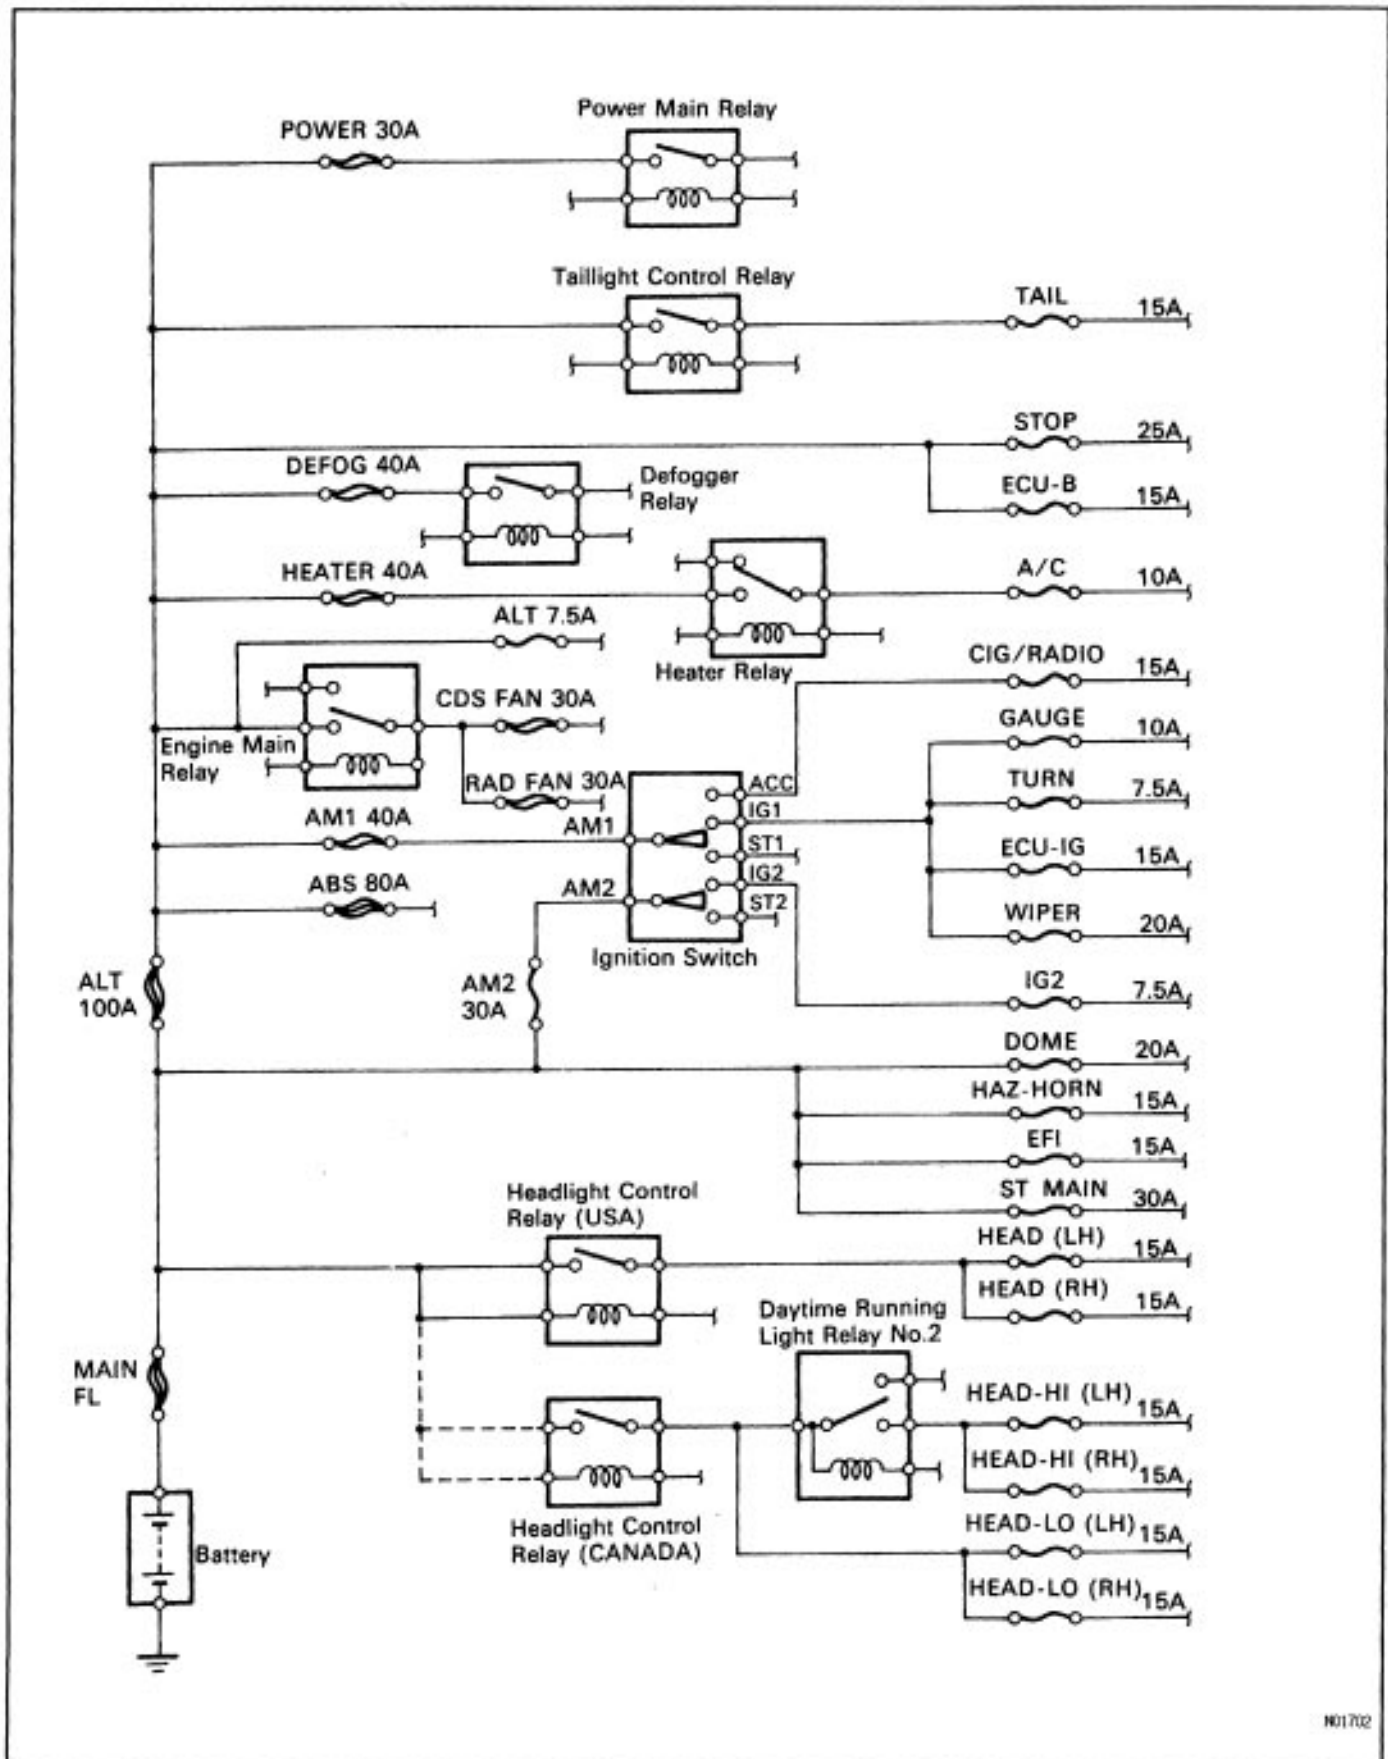 Power Main Relay
POWER 30A
Taillight Control Relay
TAIL 15A
STOP 25A
DEFOG 40A
Defogger
Relay
ECU-B 15A
HEATER 40A
A/C 10A
ALT 7.5A
Heater Relay
CIG/RADIO 15A
CDS FAN 30A
GAUGE 10A
Engine Main
Relay
RAD FAN 30A
ACC
TURN 7.5A
AM1 40A
AM1
IG1
ST1
ECU-IG 15A
ABS 80A
AM2
IG2
ST2
WIPER 20A
Ignition Switch
ALT
100A
AM2
30A
IG2 7.5A
DOME 20A
HAZ-HORN 15A
EFI 15A
ST MAIN 30A
Headlight Control
Relay (USA)
HEAD (LH) 15A
HEAD (RH) 15A
Daytime Running
Light Relay No.2
MAIN
FL
HEAD-HI (LH) 15A
HEAD-HI (RH) 15A
HEAD-LO (LH) 15A
Headlight Control
Relay (CANADA)
Battery
HEAD-LO (RH) 15A
N01702